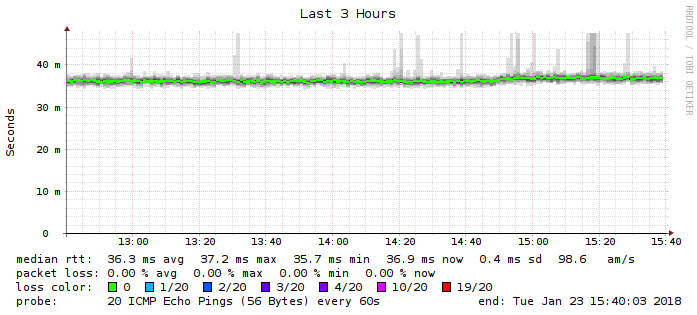 Last 3 Hours
RRDTOOL / TOBI OETIKER
Seconds
40 m
30 m
20 m
10 m
0
13:00 13:20 13:40 14:00 14:20 14:40 15:00 15:20 15:40
median rtt: 36.3 ms avg 37.2 ms max 35.7 ms min 36.9 ms now 0.4 ms sd 98.6 am/s
packet loss: 0.00 % avg 0.00 % max 0.00 % min 0.00 % now
loss color: 0 1/20 2/20 3/20 4/20 10/20 19/20
probe: 20 ICMP Echo Pings (56 Bytes) every 60s end: Tue Jan 23 15:40:03 2018